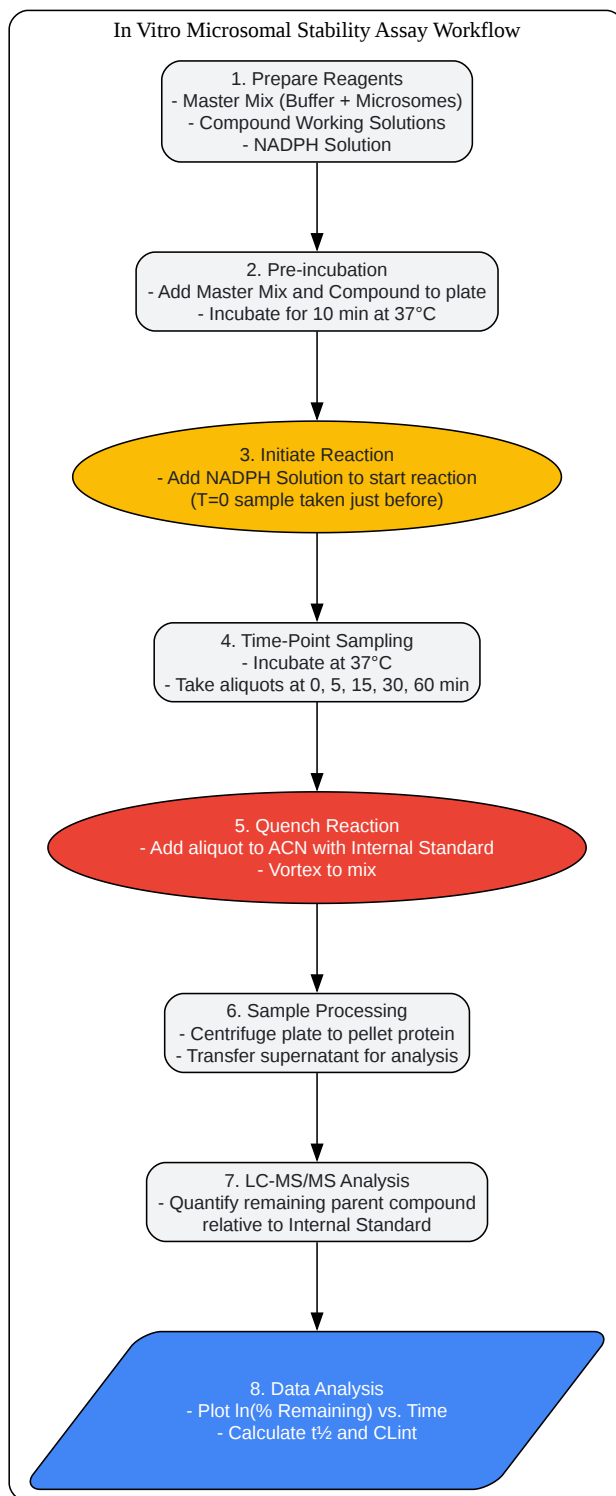 In Vitro Microsomal Stability Assay Workflow
1. Prepare Reagents
- Master Mix (Buffer + Microsomes)
- Compound Working Solutions
- NADPH Solution
2. Pre-incubation
- Add Master Mix and Compound to plate
- Incubate for 10 min at 37°C
3. Initiate Reaction
- Add NADPH Solution to start reaction
(T=0 sample taken just before)
4. Time-Point Sampling
- Incubate at 37°C
- Take aliquots at 0, 5, 15, 30, 60 min
5. Quench Reaction
- Add aliquot to ACN with Internal Standard
- Vortex to mix
6. Sample Processing
- Centrifuge plate to pellet protein
- Transfer supernatant for analysis
7. LC-MS/MS Analysis
- Quantify remaining parent compound
relative to Internal Standard
8. Data Analysis
- Plot ln(% Remaining) vs. Time
- Calculate t½ and CLint